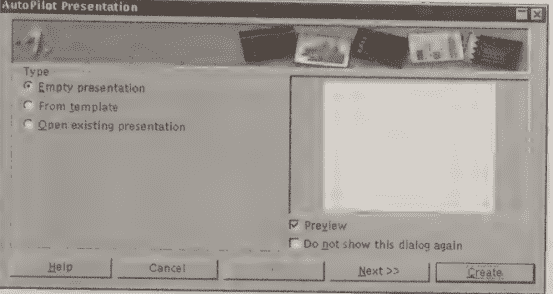 AutoPilot Presentation
Type
Empty presentation
From template
Open existing presentation
Preview
Do not show this dialog again
Help
Cancel
Next >>
Create